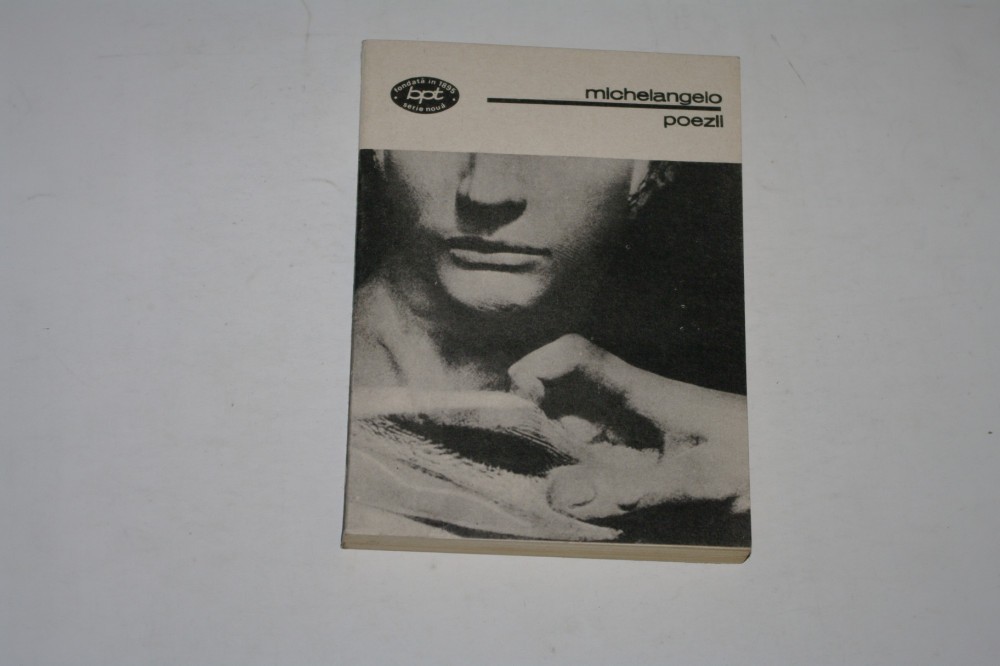 fondată în 1895
bpt
serie nouă
michelangelo
poezii